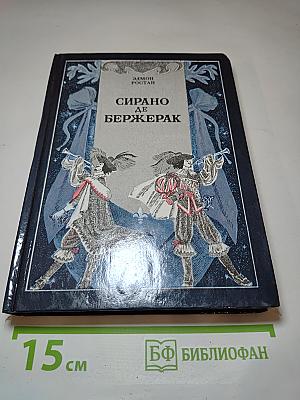 ЭДМОН
РОСТАН
СИРАНО
ДЕ
БЕРЖЕРАК
15 см
БФ БИБЛИОФАН